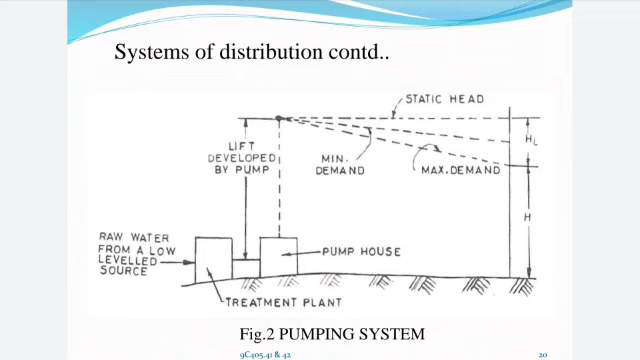 Systems of distribution contd..
STATIC HEAD
LIFT
DEVELOPED
BY PUMP
MIN.
DEMAND
MAX. DEMAND
HL
H
RAW WATER
FROM A LOW
LEVELLED
SOURCE
PUMP HOUSE
TREATMENT PLANT
Fig.2 PUMPING SYSTEM
9C405.41 & 42
20